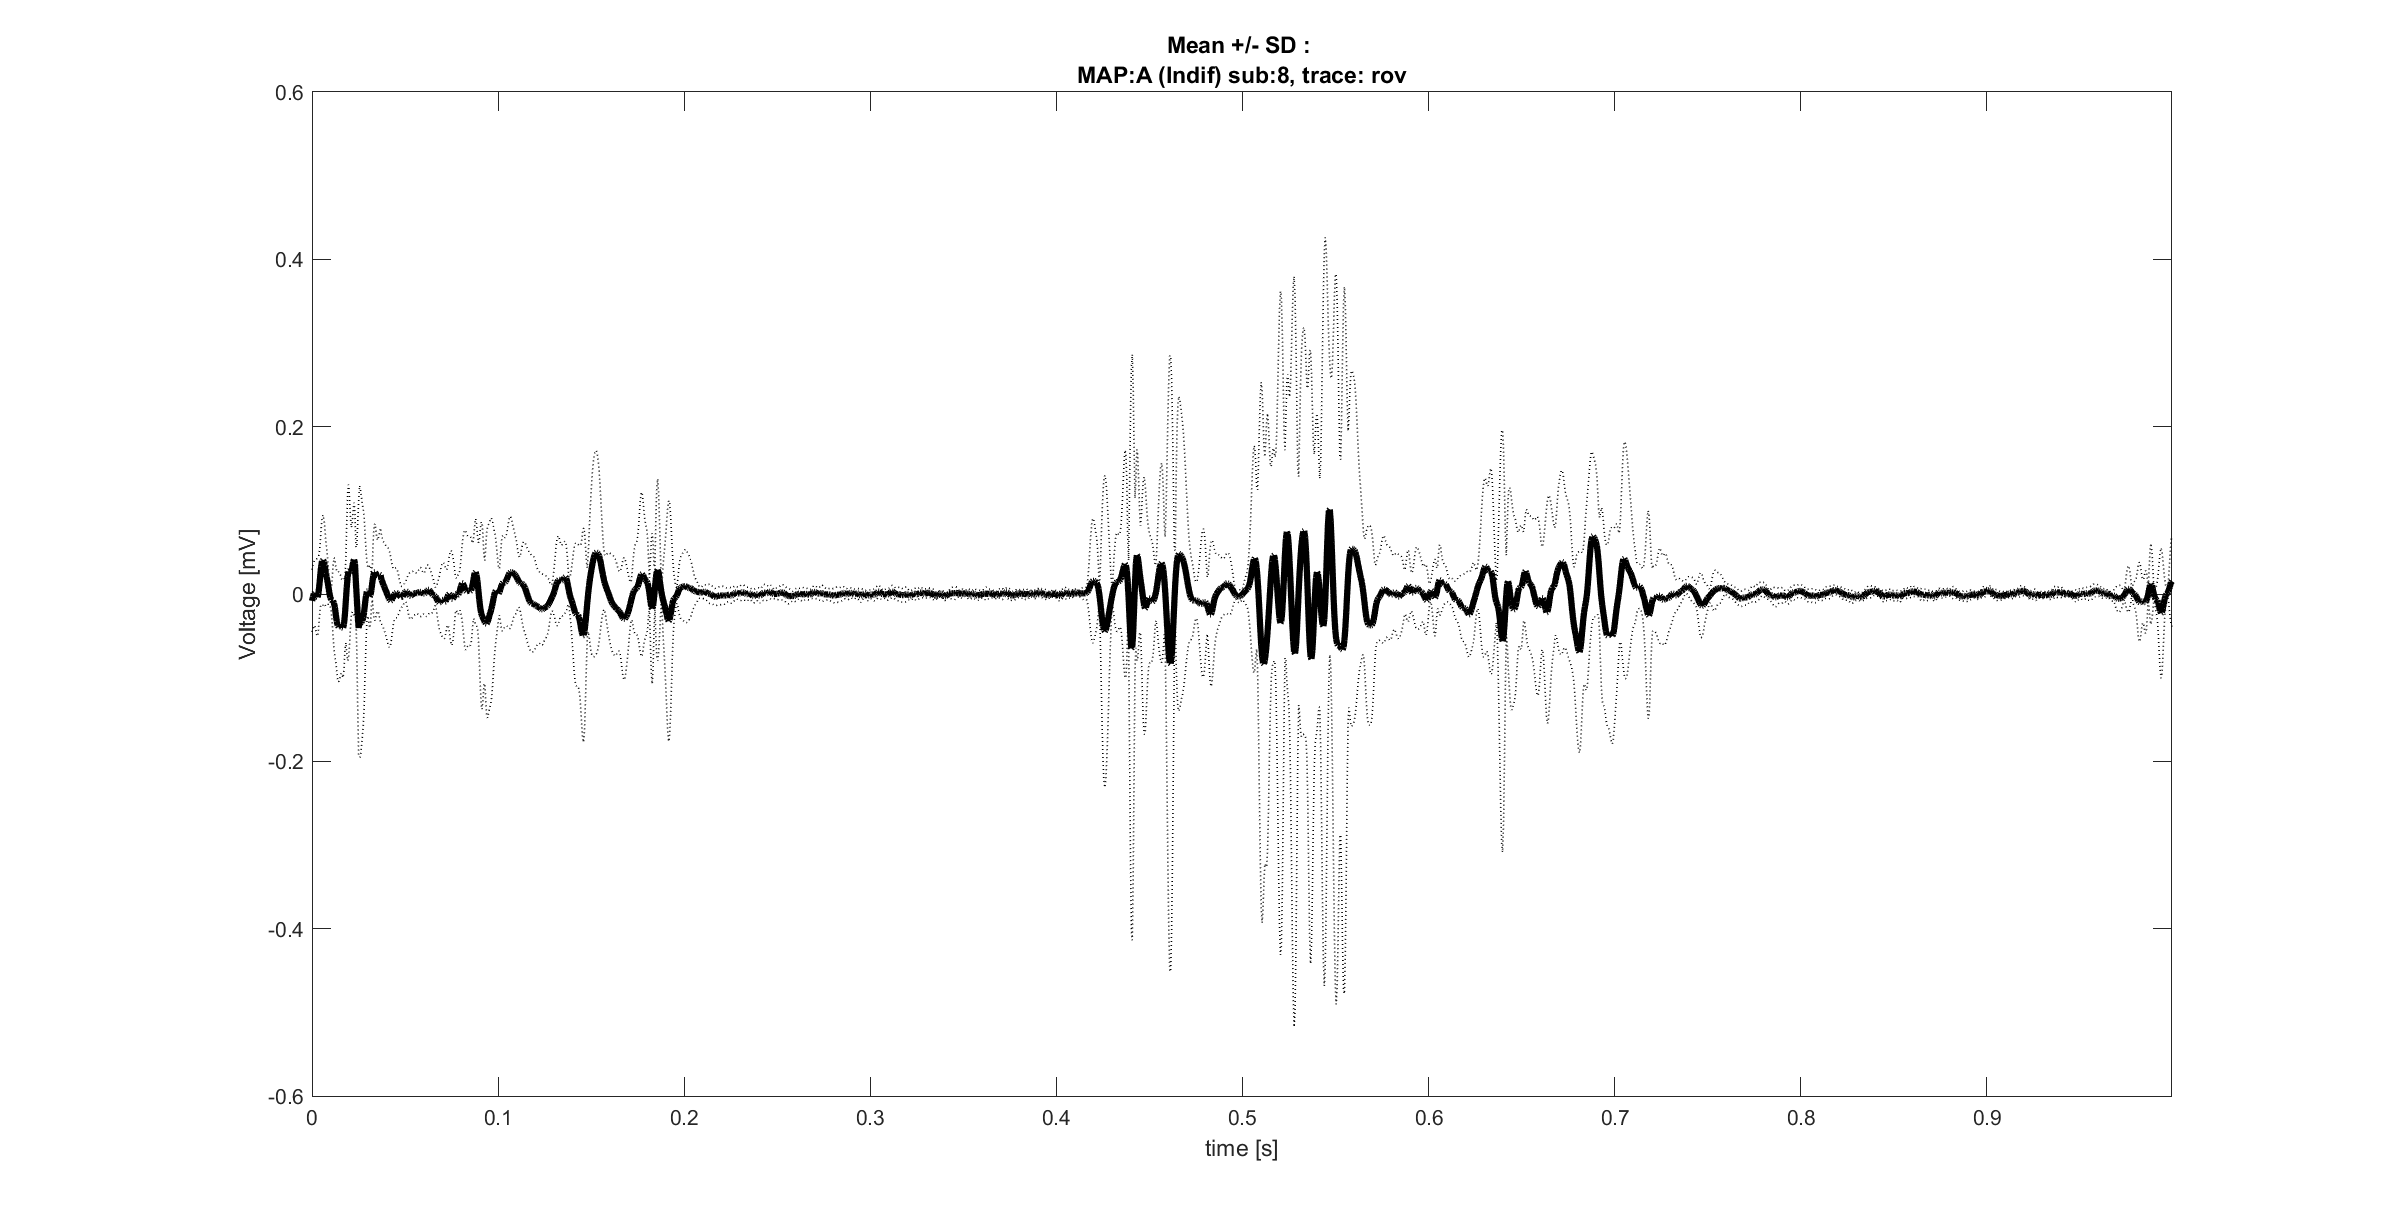 Mean +/- SD :
MAP:A (Indif) sub:8, trace: rov
0.6
0.4
0.2
0
-0.2
-0.4
-0.6
Voltage [mV]
0 0.1 0.2 0.3 0.4 0.5 0.6 0.7 0.8 0.9
time [s]